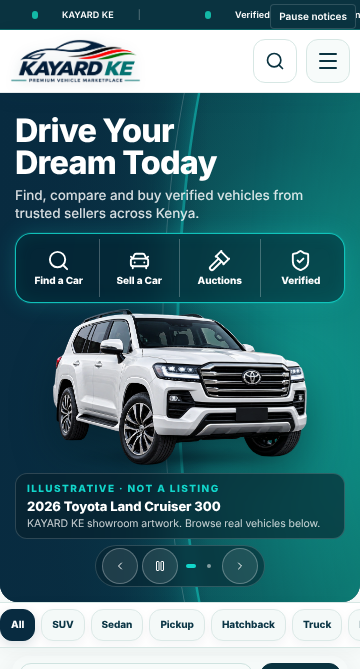 KAYARD KE
Verified
Pause notices
KAYARD KE
PREMIUM VEHICLE MARKETPLACE
Drive Your
Dream Today
Find, compare and buy verified vehicles from
trusted sellers across Kenya.
Find a Car
Sell a Car
Auctions
Verified
ILLUSTRATIVE · NOT A LISTING
2026 Toyota Land Cruiser 300
KAYARD KE showroom artwork. Browse real vehicles below.
All
SUV
Sedan
Pickup
Hatchback
Truck